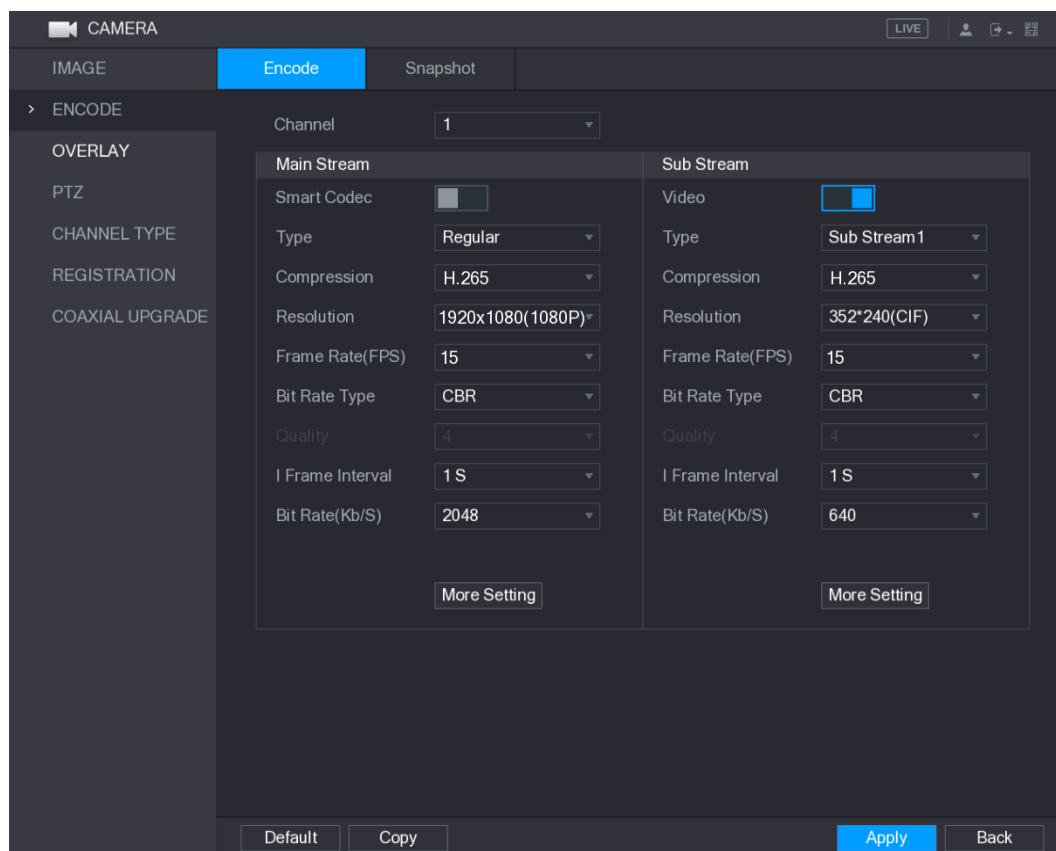 CAMERA LIVE
IMAGE Encode Snapshot
> ENCODE
Channel 1
OVERLAY
Main Stream Sub Stream
PTZ
Smart Codec Video
CHANNEL TYPE
Type Regular Type Sub Stream1
REGISTRATION
Compression H.265 Compression H.265
COAXIAL UPGRADE
Resolution 1920x1080(1080P) Resolution 352*240(CIF)
Frame Rate(FPS) 15 Frame Rate(FPS) 15
Bit Rate Type CBR Bit Rate Type CBR
Quality 4 Quality 4
I Frame Interval 1 S I Frame Interval 1 S
Bit Rate(Kb/S) 2048 Bit Rate(Kb/S) 640
More Setting More Setting
Default Copy Apply Back